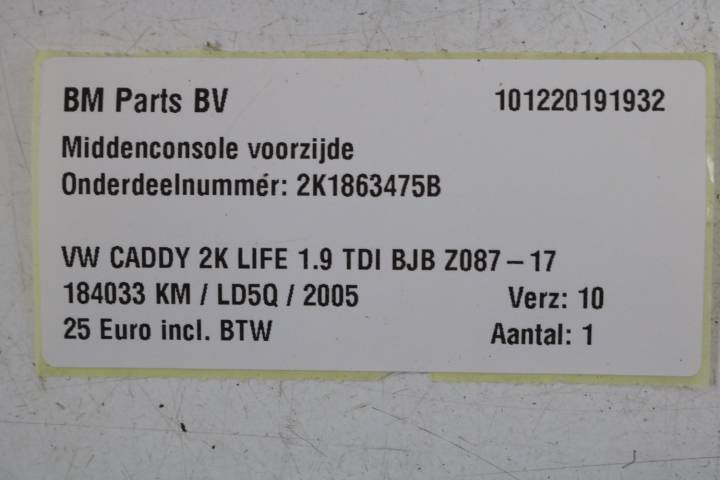 BM Parts BV 101220191932
Middenconsole voorzijde
Onderdeelnummer: 2K1863475B
VW CADDY 2K LIFE 1.9 TDI BJB Z087-17
184033 KM / LD5Q / 2005 Verz: 10
25 Euro incl. BTW Aantal: 1